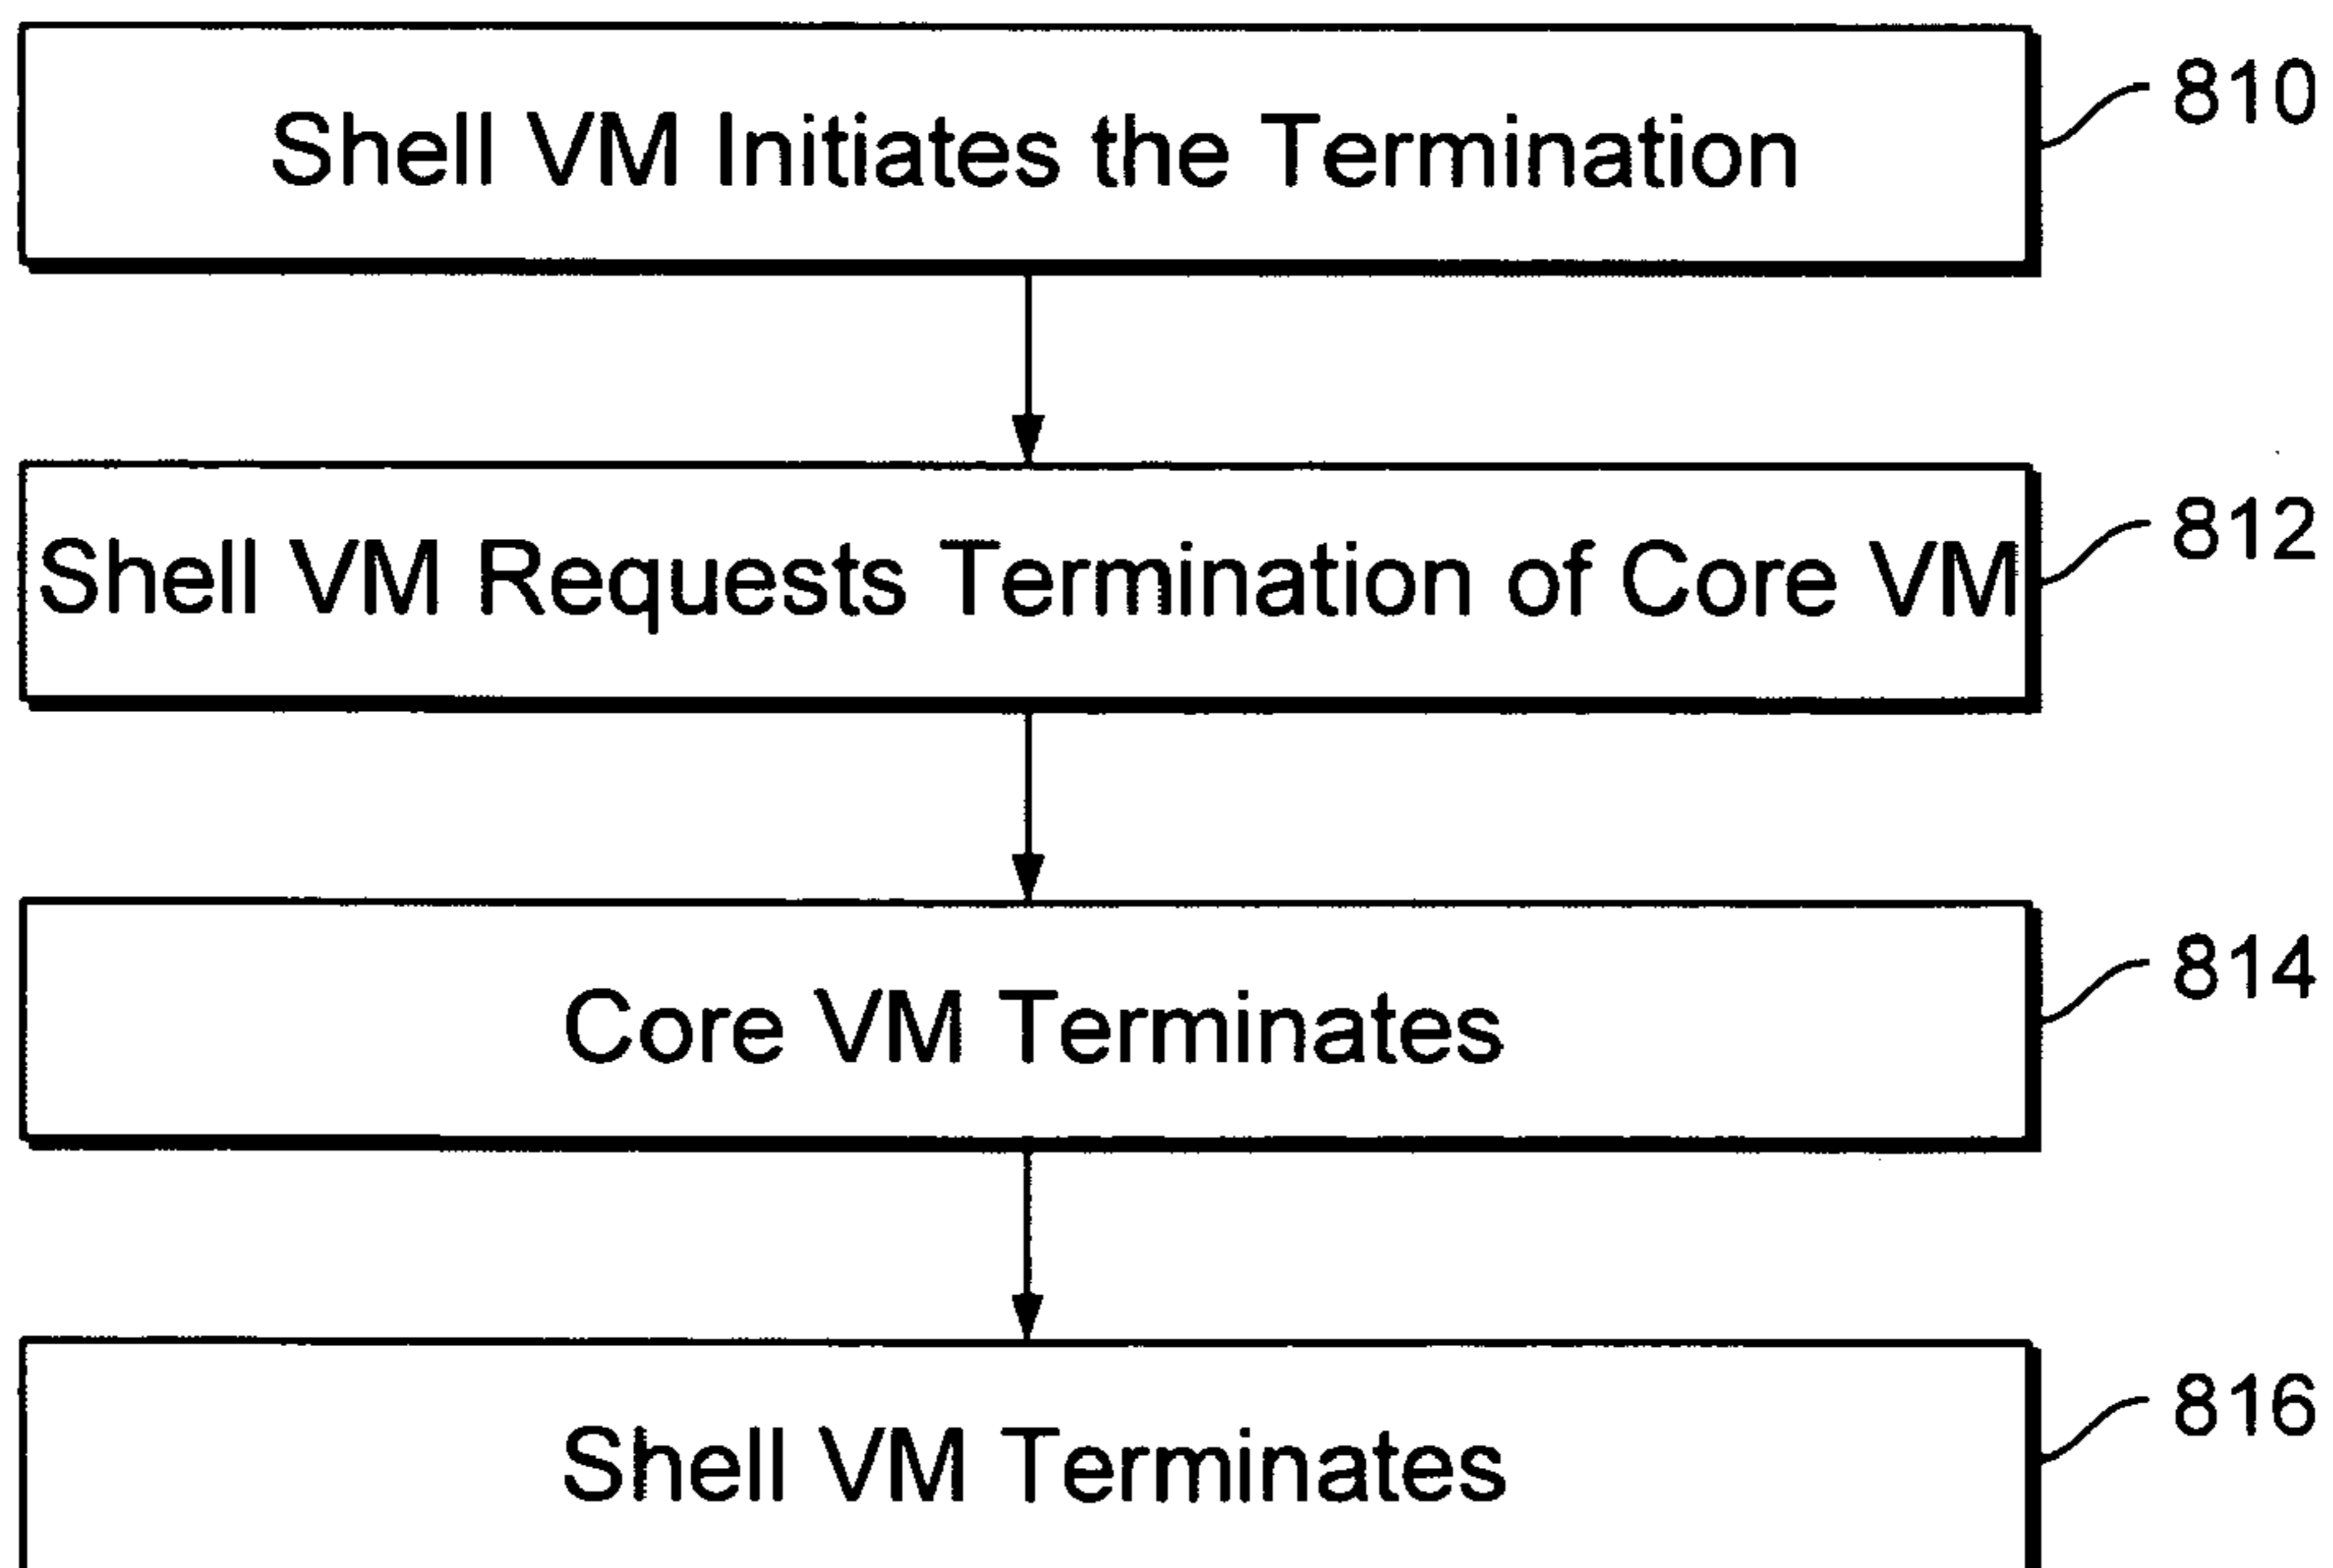 Shell VM Initiates the Termination
810
Shell VM Requests Termination of Core VM
812
Core VM Terminates
814
Shell VM Terminates
816